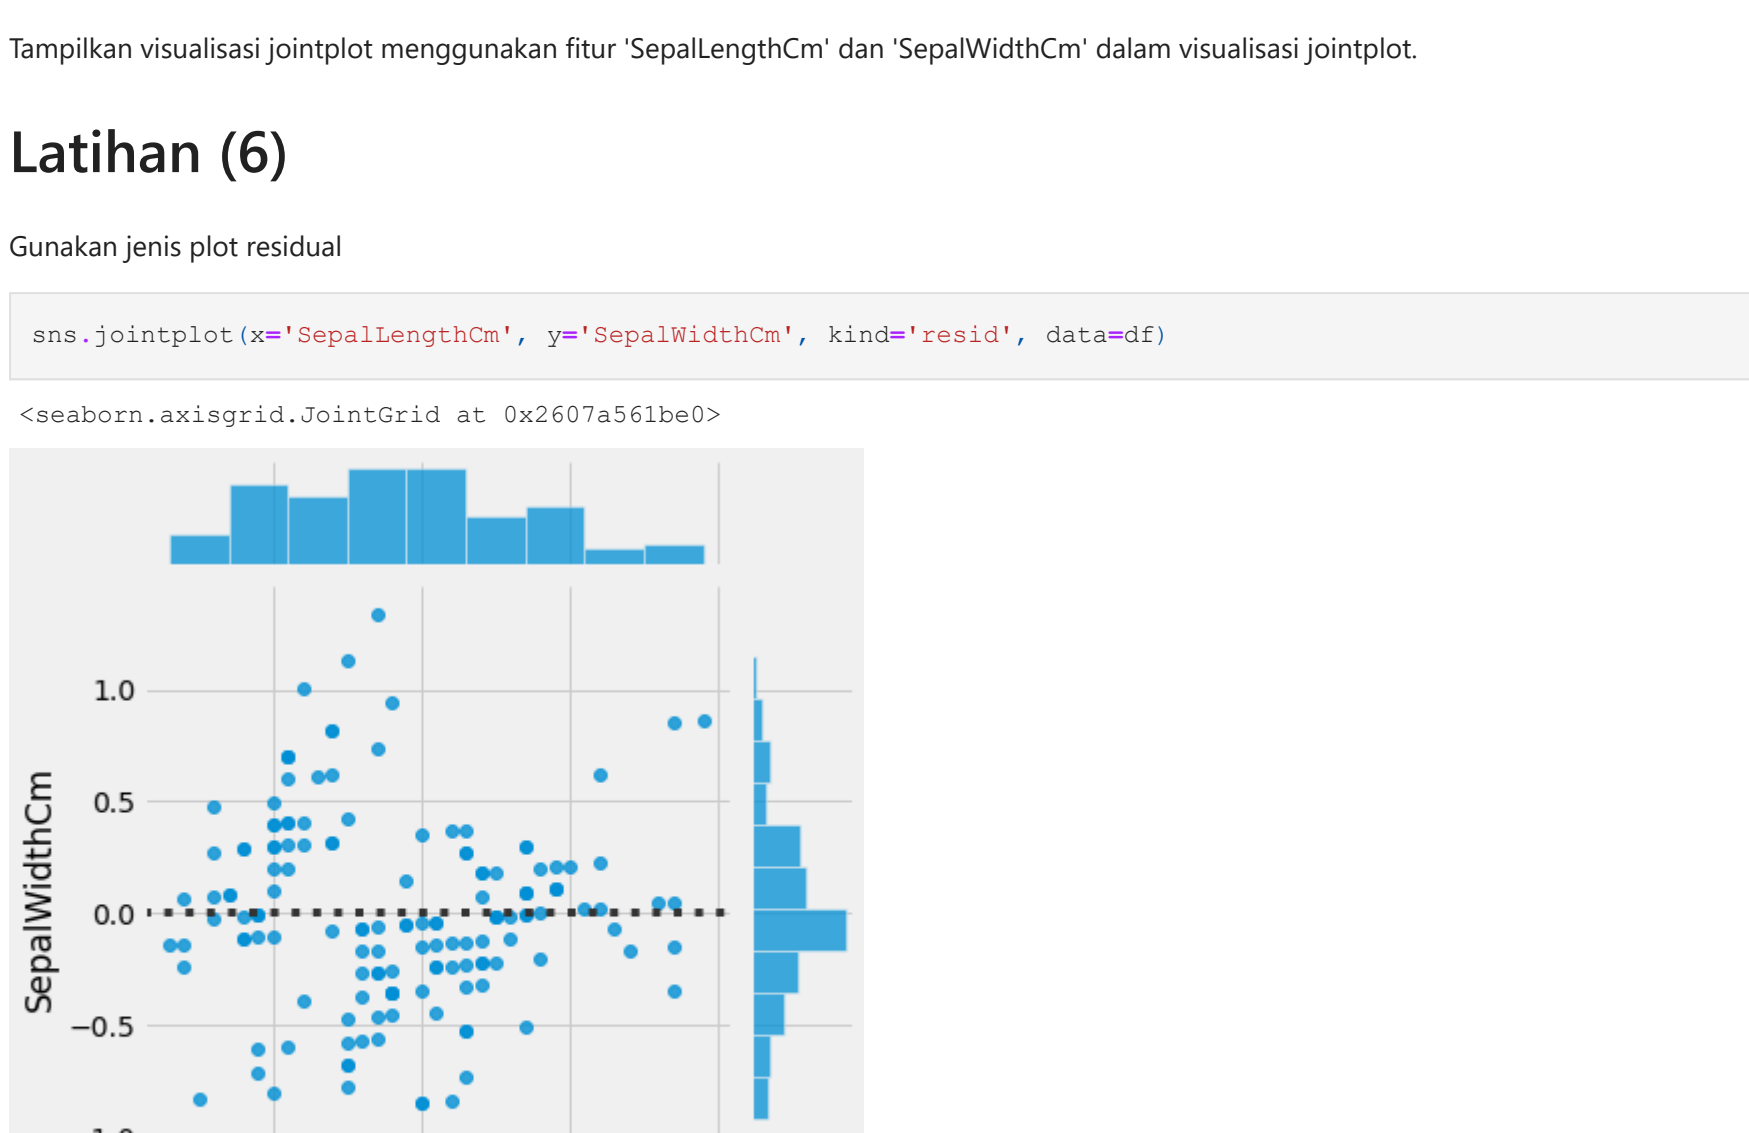 Tampilkan visualisasi jointplot menggunakan fitur 'SepalLengthCm' dan 'SepalWidthCm' dalam visualisasi jointplot.
Latihan (6)
Gunakan jenis plot residual
sns.jointplot(x='SepalLengthCm', y='SepalWidthCm', kind='resid', data=df)
<seaborn.axisgrid.JointGrid at 0x2607a561be0>
1.0
0.5
0.0
−0.5
SepalWidthCm